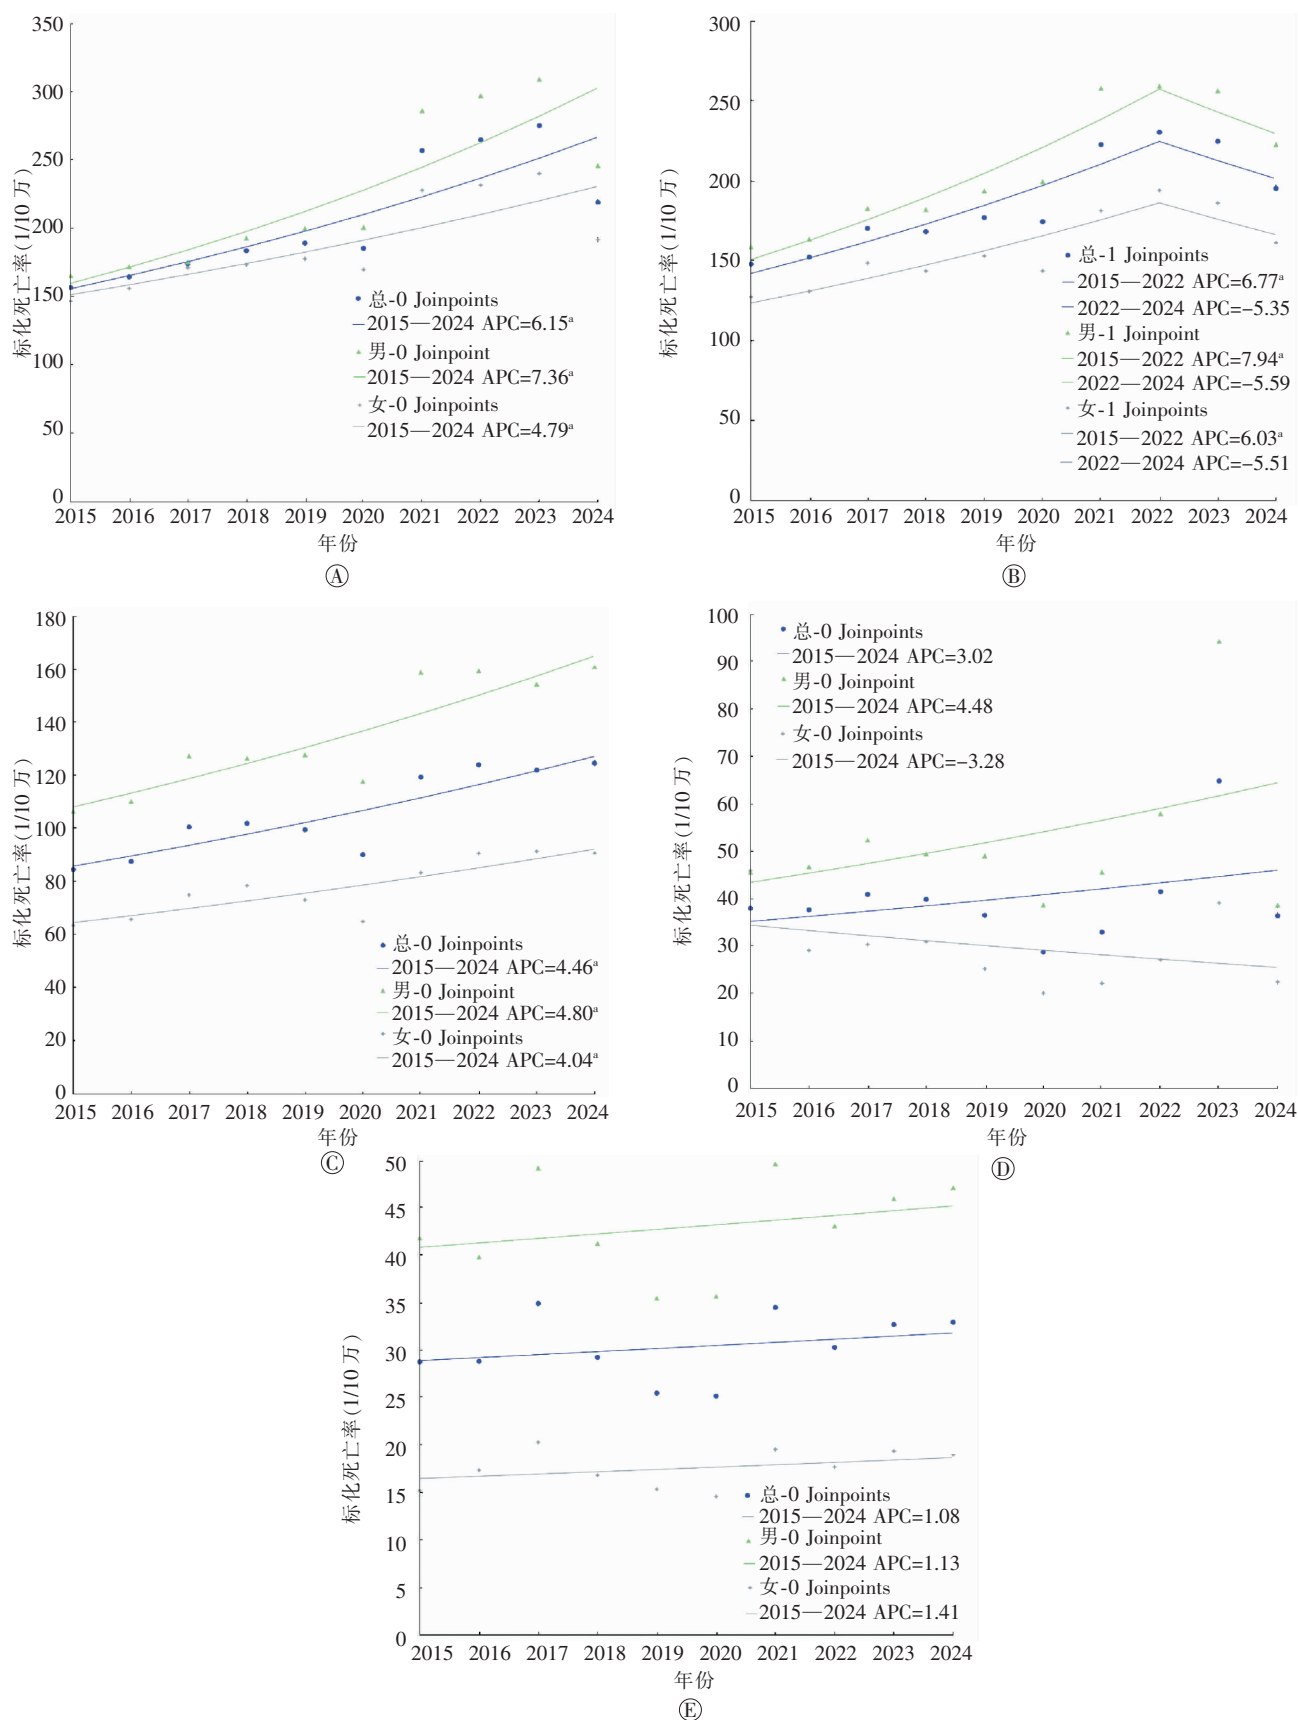 350
300
250
200
150
100
50
0
标化死亡率(1/10 万)
总-0 Joinpoints
2015—2024 APC=6.15ᵃ
男-0 Joinpoint
2015—2024 APC=7.36ᵃ
女-0 Joinpoints
2015—2024 APC=4.79ᵃ
2015 2016 2017 2018 2019 2020 2021 2022 2023 2024
年份
Ⓐ
300
250
200
150
100
50
0
标化死亡率(1/10 万)
总-1 Joinpoints
2015—2022 APC=6.77ᵃ
2022—2024 APC=-5.35
男-1 Joinpoint
2015—2022 APC=7.94ᵃ
2022—2024 APC=-5.59
女-1 Joinpoints
2015—2022 APC=6.03ᵃ
2022—2024 APC=-5.51
2015 2016 2017 2018 2019 2020 2021 2022 2023 2024
年份
Ⓑ
180
160
140
120
100
80
60
40
20
0
标化死亡率(1/10 万)
总-0 Joinpoints
2015—2024 APC=4.46ᵃ
男-0 Joinpoint
2015—2024 APC=4.80ᵃ
女-0 Joinpoints
2015—2024 APC=4.04ᵃ
2015 2016 2017 2018 2019 2020 2021 2022 2023 2024
年份
Ⓒ
100
90
80
70
60
50
40
30
20
10
0
标化死亡率(1/10 万)
总-0 Joinpoints
2015—2024 APC=3.02
男-0 Joinpoint
2015—2024 APC=4.48
女-0 Joinpoints
2015—2024 APC=-3.28
2015 2016 2017 2018 2019 2020 2021 2022 2023 2024
年份
Ⓓ
50
45
40
35
30
25
20
15
10
5
0
标化死亡率(1/10 万)
总-0 Joinpoints
2015—2024 APC=1.08
男-0 Joinpoint
2015—2024 APC=1.13
女-0 Joinpoints
2015—2024 APC=1.41
2015 2016 2017 2018 2019 2020 2021 2022 2023 2024
年份
Ⓔ